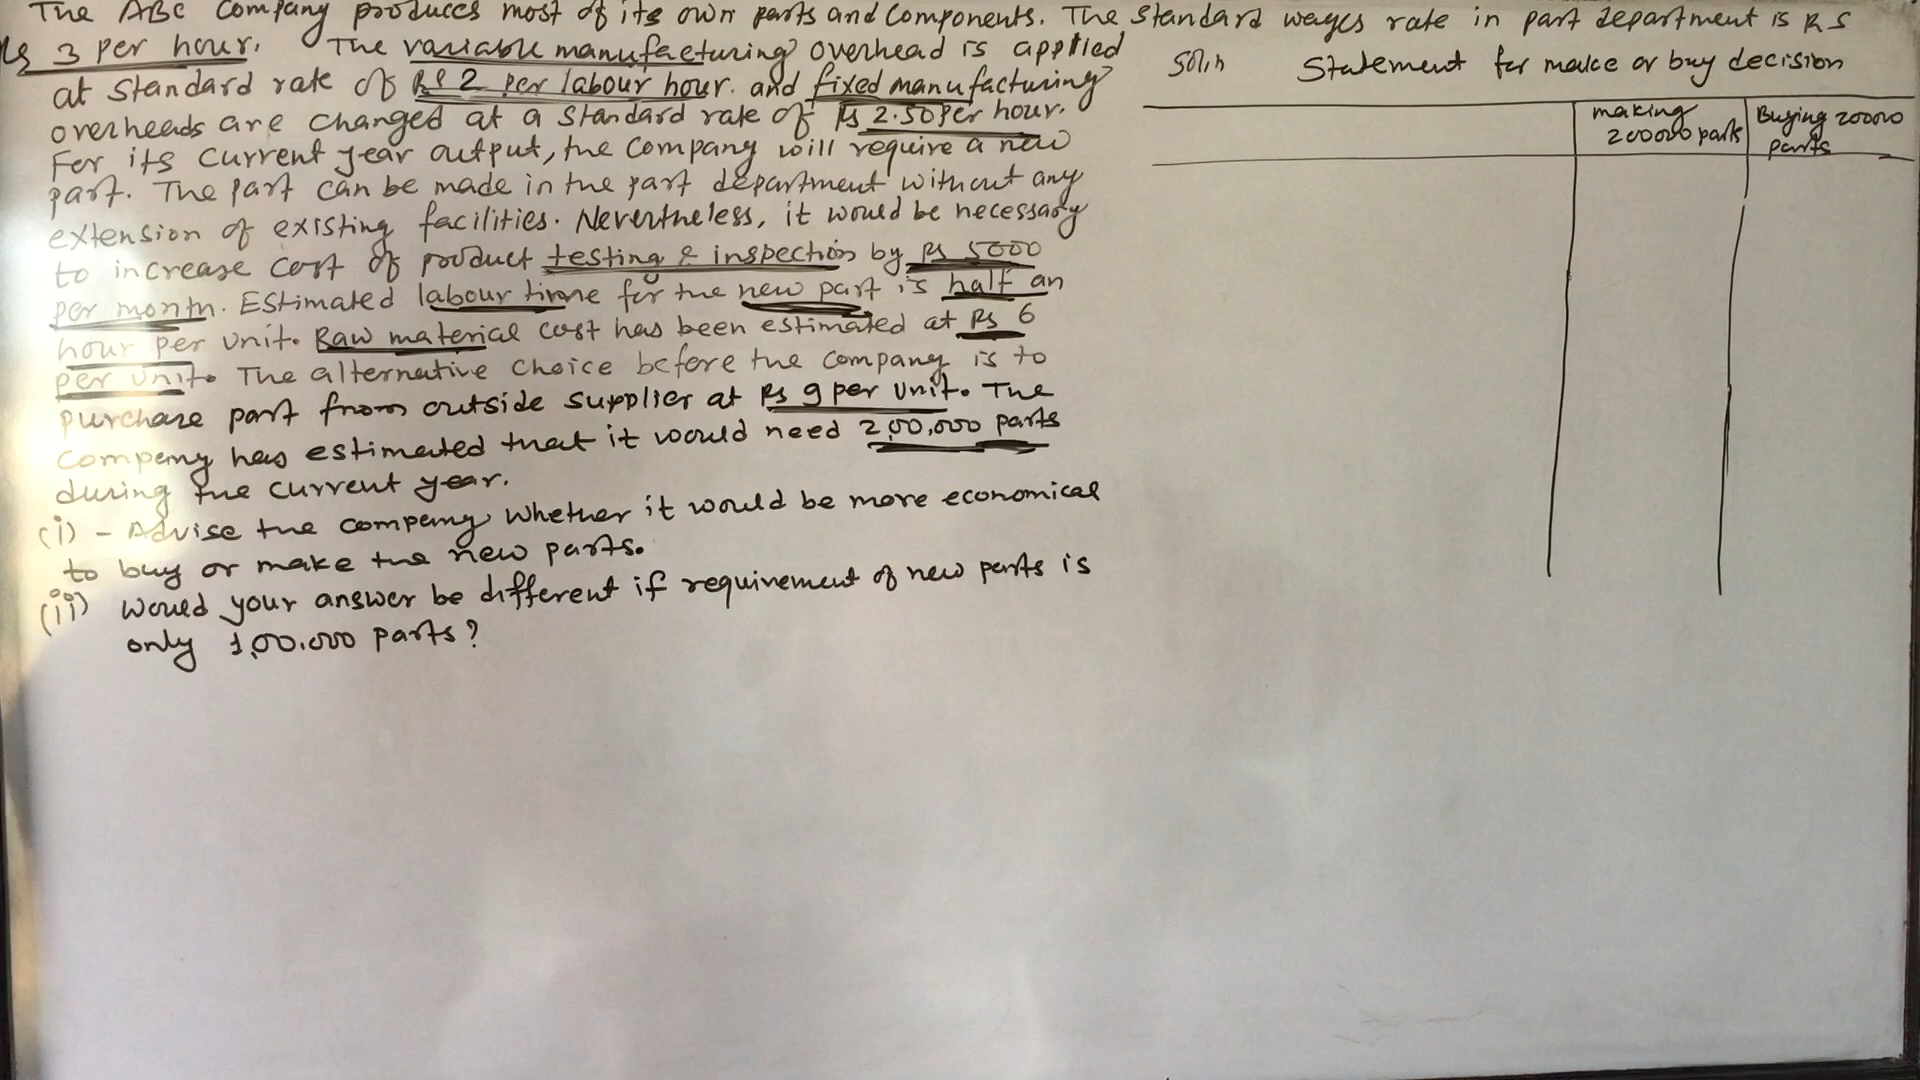 The ABC Company produces most of its own parts and components. The standard wages rate in part department is RS
Rs 3 per hour. The variable manufacturing overhead is applied
at standard rate of Rs 2 per labour hour. and fixed manufacturing
overheads are changed at a standard rate of Rs 2.50 Per hour.
For its current year output, the company will require a new
part. The part can be made in the part department without any
extension of existing facilities. Nevertheless, it would be necessary
to increase cost of product testing & inspection by Rs 5000
per month. Estimated labour time for the new part is half an
hour per unit. Raw material cost has been estimated at Rs 6
per unit. The alternative choice before the company is to
purchase part from outside supplier at Rs 9 per unit. The
company has estimated that it would need 2,00,000 parts
during the current year.
(i) - Advise the company whether it would be more economical
to buy or make the new parts.
(ii) Would your answer be different if requirement of new parts is
only 1,00,000 parts?
Soln Statement for make or buy decision
making
200000 parts
Buying 200000
parts